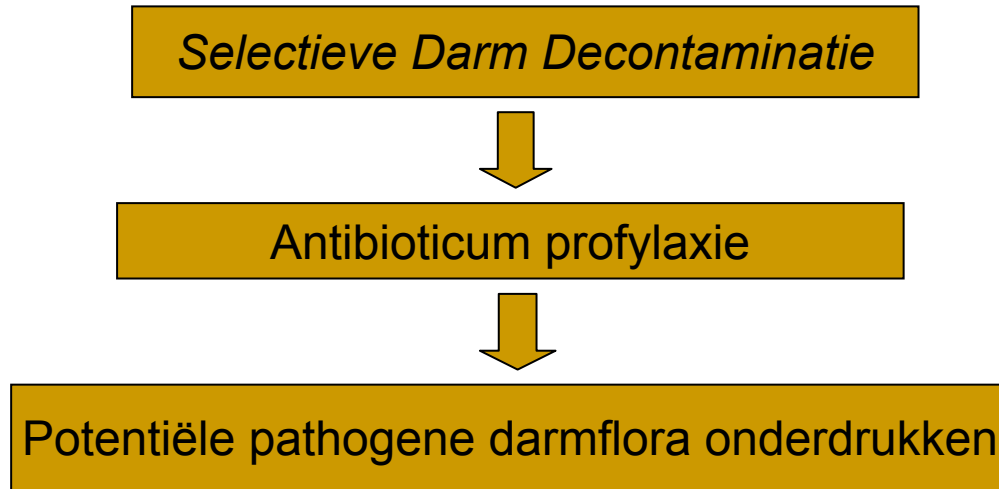 Selectieve Darm Decontaminatie
Antibioticum profylaxie
Potentiële pathogene darmflora onderdrukken